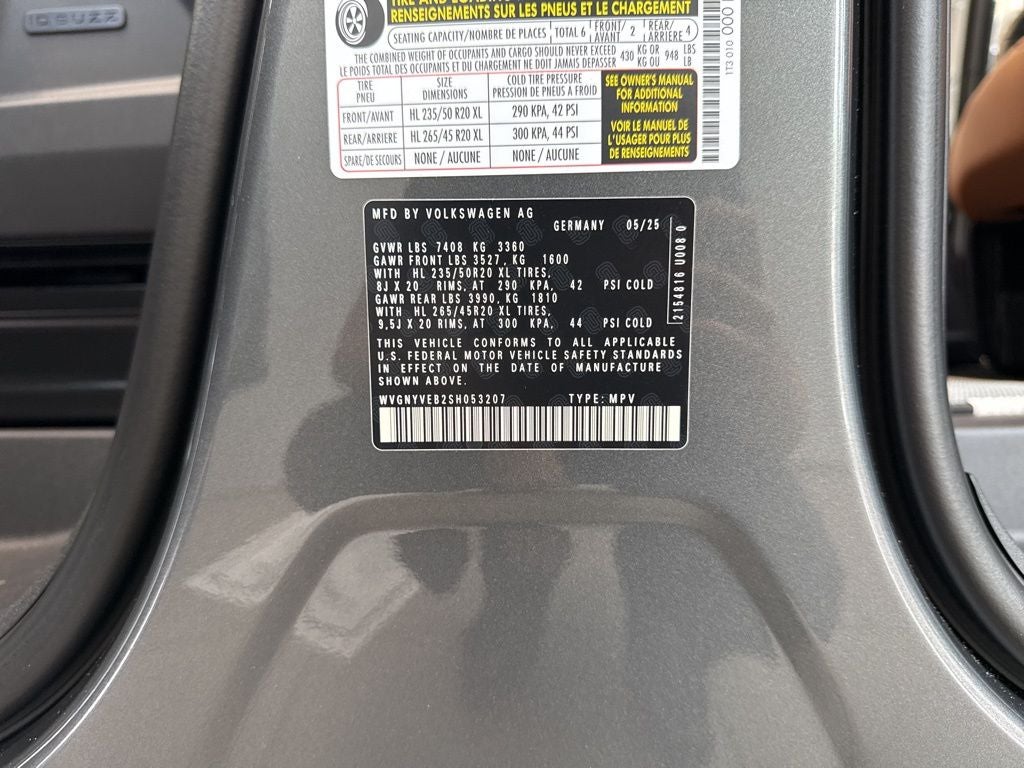 ID.BUZZ
TIRE AND LOADING
RENSEIGNEMENTS SUR LES PNEUS ET LE CHARGEMENT
SEATING CAPACITY/NOMBRE DE PLACES TOTAL 6 FRONT/AVANT 2 REAR/ARRIERE 4
THE COMBINED WEIGHT OF OCCUPANTS AND CARGO SHOULD NEVER EXCEED 430 KG OR 948 LBS
LE POIDS TOTAL DES OCCUPANTS ET DU CHARGEMENT NE DOIT JAMAIS DEPASSER KG OU LB
TIRE PNEU SIZE DIMENSIONS COLD TIRE PRESSURE PRESSION DE PNEUS A FROID
FRONT/AVANT HL 235/50 R20 XL 290 KPA, 42 PSI
REAR/ARRIERE HL 265/45 R20 XL 300 KPA, 44 PSI
SPARE/DE SECOURS NONE / AUCUNE NONE / AUCUNE
SEE OWNER'S MANUAL
FOR ADDITIONAL
INFORMATION
VOIR LE MANUEL DE
L'USAGER POUR PLUS
DE RENSEIGNEMENTS
1T3 010 000
MFD BY VOLKSWAGEN AG
GERMANY 05/25
GVWR LBS 7408 KG 3360
GAWR FRONT LBS 3527, KG 1600
WITH HL 235/50R20 XL TIRES,
8J X 20 RIMS, AT 290 KPA, 42 PSI COLD
GAWR REAR LBS 3990, KG 1810
WITH HL 265/45R20 XL TIRES,
9.5J X 20 RIMS, AT 300 KPA, 44 PSI COLD
THIS VEHICLE CONFORMS TO ALL APPLICABLE
U.S. FEDERAL MOTOR VEHICLE SAFETY STANDARDS
IN EFFECT ON THE DATE OF MANUFACTURE
SHOWN ABOVE.
WVGNYVEB2SH053207 TYPE: MPV
2154816 U008 0